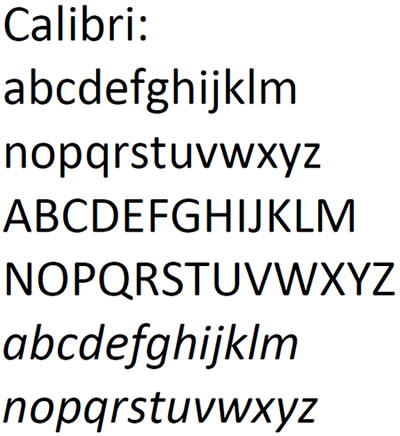 Calibri:
abcdefghijklm
nopqrstuvwxyz
ABCDEFGHIJKLM
NOPQRSTUVWXYZ
abcdefghijklm
nopqrstuvwxyz